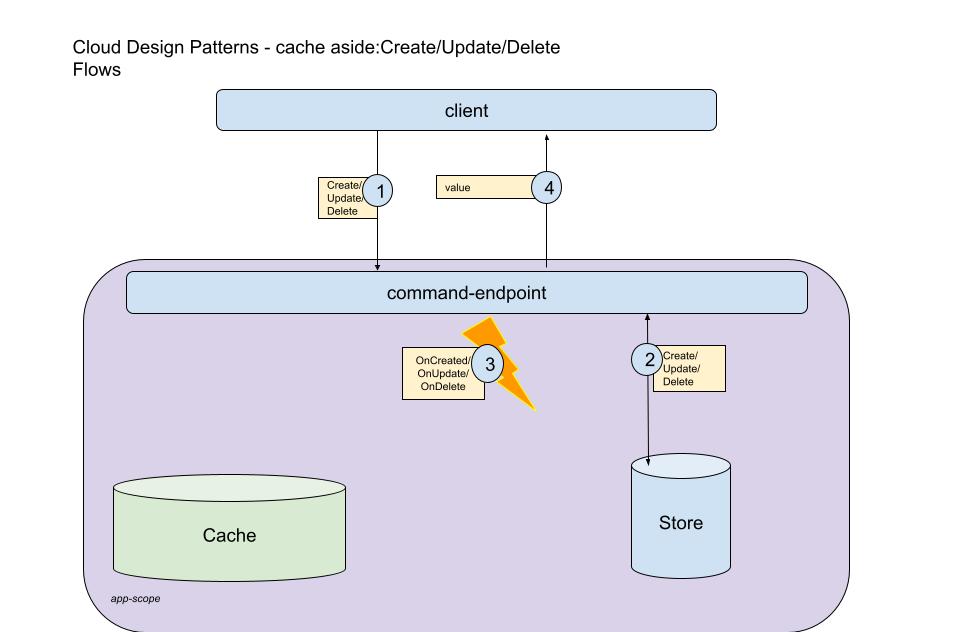 Cloud Design Patterns - cache aside:Create/Update/Delete
Flows
client
Create/
Update/
Delete
1
value
4
command-endpoint
OnCreated/
OnUpdate/
OnDelete
3
2
Create/
Update/
Delete
Cache
Store
app-scope